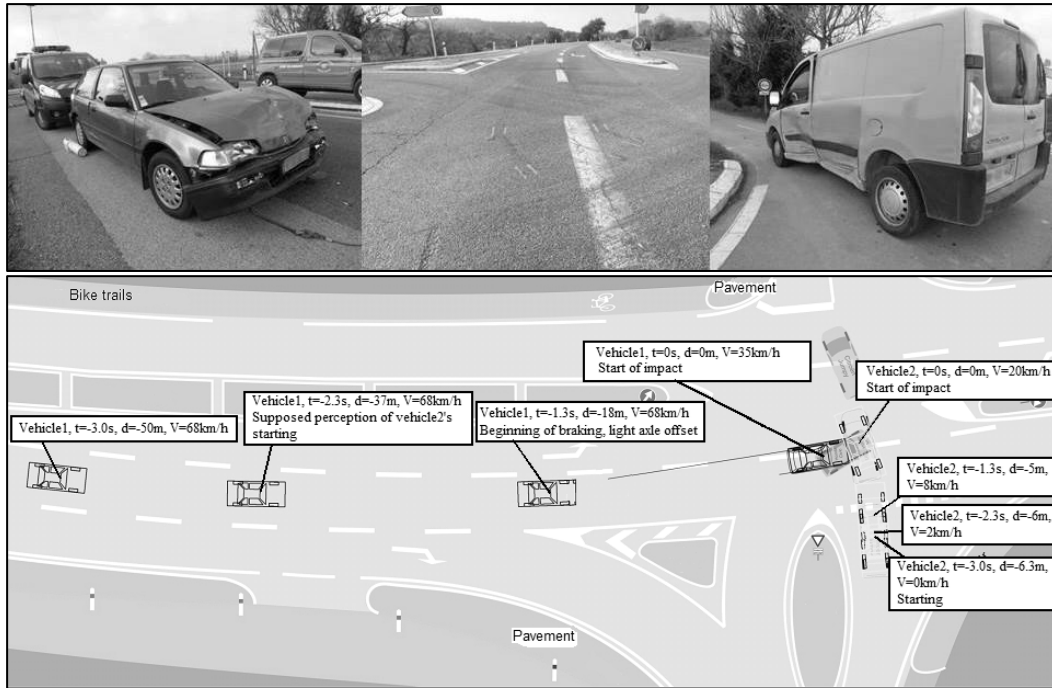 Bike trails
Pavement
Vehicle1, t=0s, d=0m, V=35km/h
Start of impact
Vehicle2, t=0s, d=0m, V=20km/h
Start of impact
Vehicle1, t=-2.3s, d=-37m, V=68km/h
Supposed perception of vehicle2's
starting
Vehicle1, t=-1.3s, d=-18m, V=68km/h
Beginning of braking, light axle offset
Vehicle1, t=-3.0s, d=-50m, V=68km/h
Vehicle2, t=-1.3s, d=-5m,
V=8km/h
Vehicle2, t=-2.3s, d=-6m,
V=2km/h
Vehicle2, t=-3.0s, d=-6.3m,
V=0km/h
Starting
Pavement